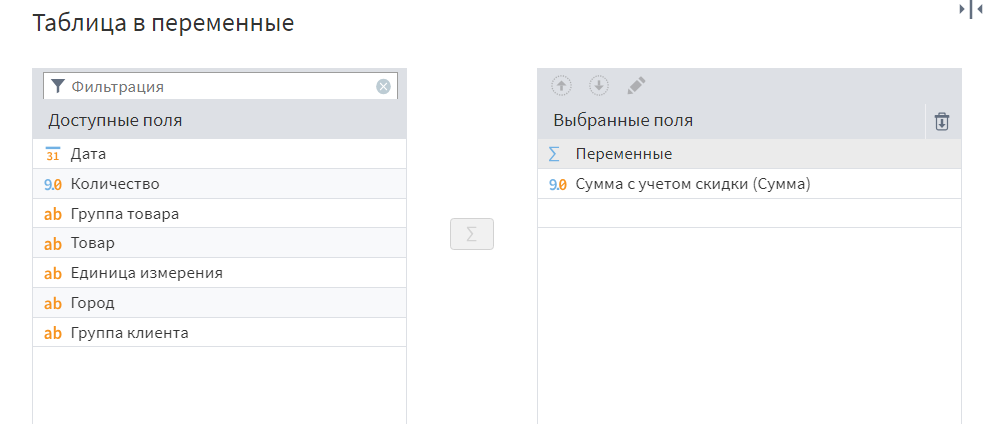 Таблица в переменные
Фильтрация
Доступные поля
31 Дата
9.0 Количество
ab Группа товара
ab Товар
ab Единица измерения
ab Город
ab Группа клиента
Σ
Выбранные поля
Σ Переменные
9.0 Сумма с учетом скидки (Сумма)